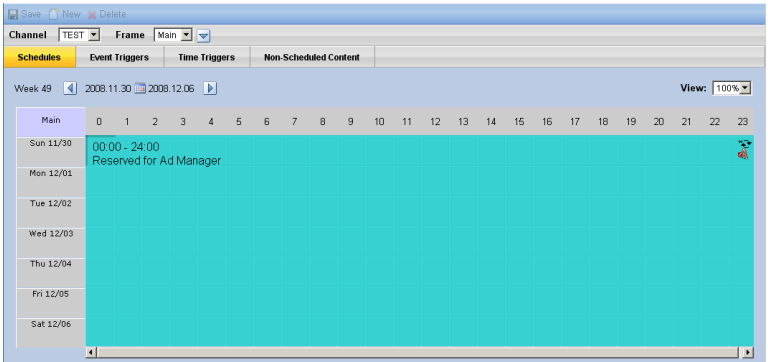 Save New Delete
Channel TEST Frame Main
Schedules Event Triggers Time Triggers Non-Scheduled Content
Week 49 2008.11.30 2008.12.06 View: 100%
Main 0 1 2 3 4 5 6 7 8 9 10 11 12 13 14 15 16 17 18 19 20 21 22 23
Sun 11/30 00:00 - 24:00
Reserved for Ad Manager
Mon 12/01
Tue 12/02
Wed 12/03
Thu 12/04
Fri 12/05
Sat 12/06